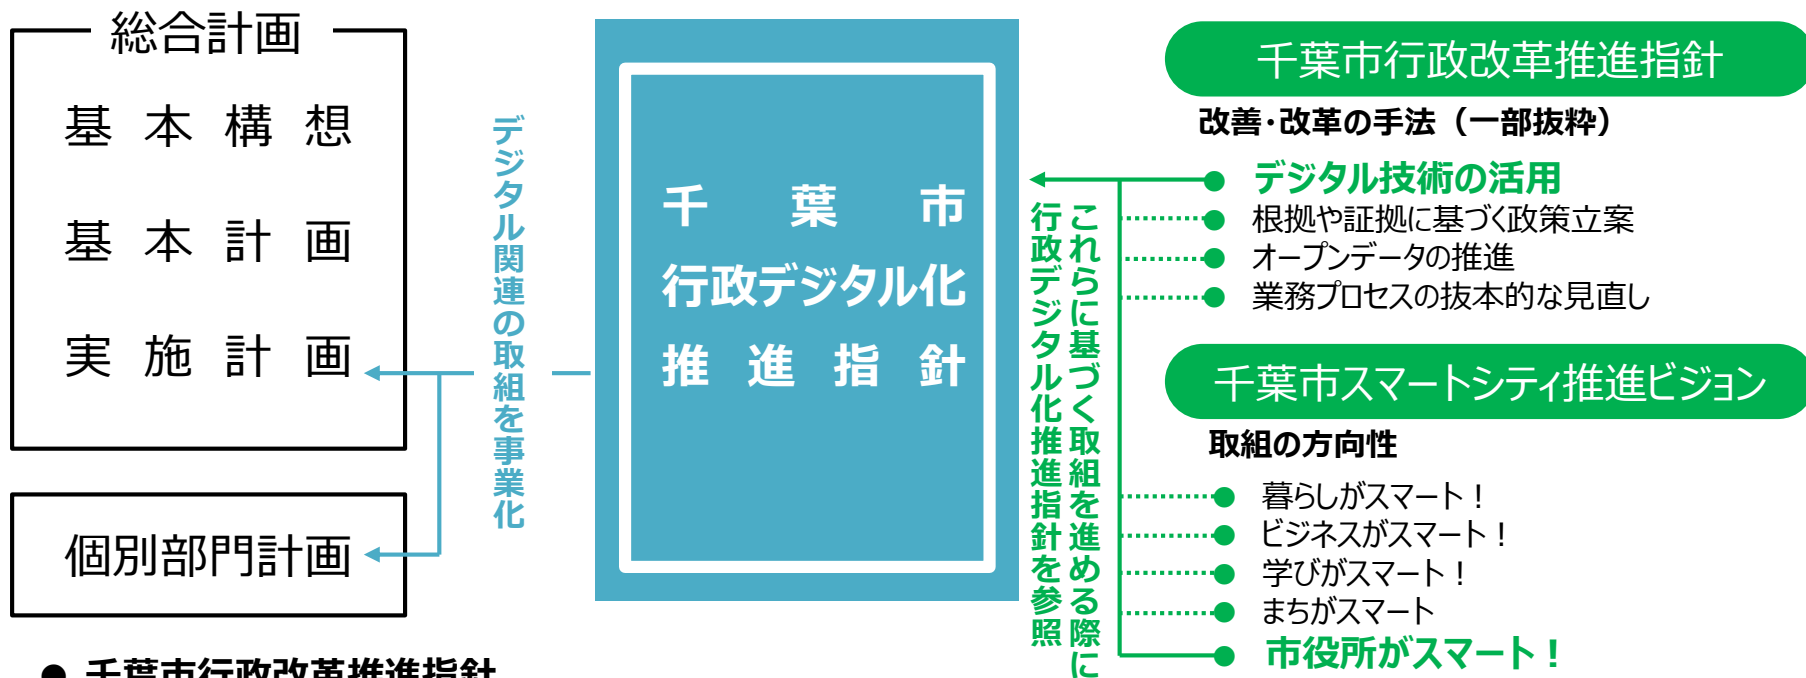 総合計画
基本構想
基本計画
実施計画
個別部門計画
デジタル関連の取組を事業化
千葉市
行政デジタル化
推進指針
これらに基づく取組を進める際に
行政デジタル化推進指針を参照
千葉市行政改革推進指針
改善・改革の手法（一部抜粋）
● デジタル技術の活用
● 根拠や証拠に基づく政策立案
● オープンデータの推進
● 業務プロセスの抜本的な見直し
千葉市スマートシティ推進ビジョン
取組の方向性
● 暮らしがスマート！
● ビジネスがスマート！
● 学びがスマート！
● まちがスマート
● 市役所がスマート！
● 千葉市行政改革推進指針